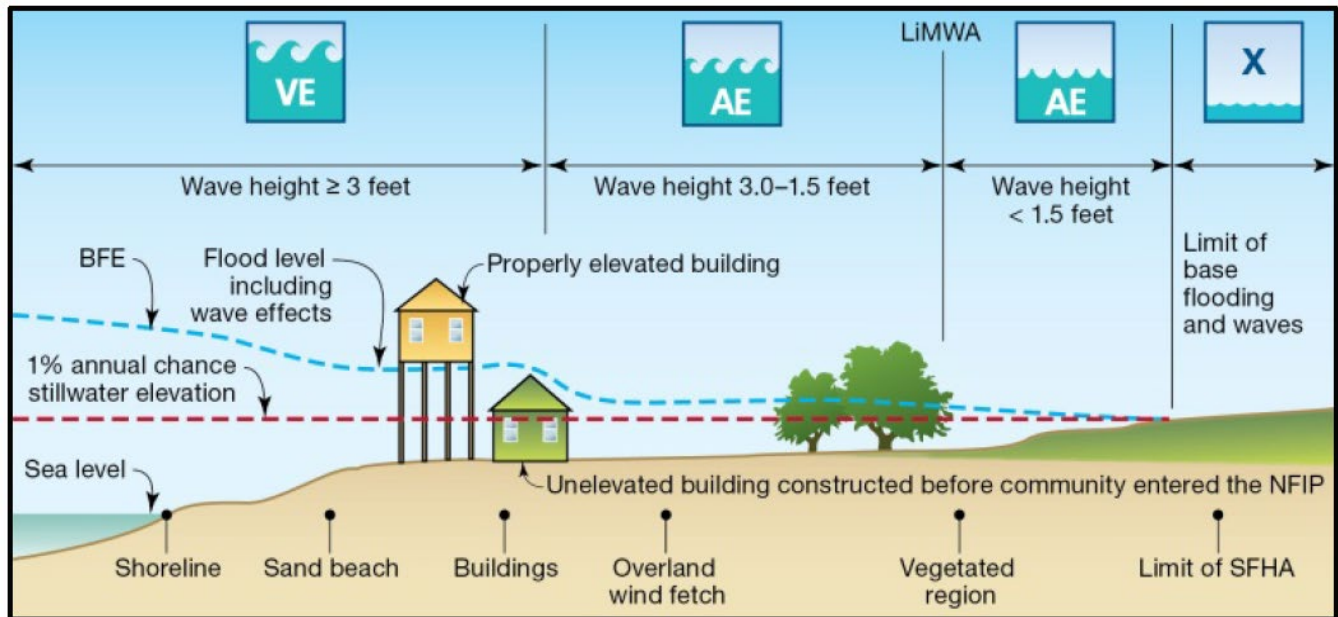 LiMWA
VE
AE
AE
X
Wave height ≥ 3 feet
Wave height 3.0–1.5 feet
Wave height
< 1.5 feet
BFE
Flood level
including
wave effects
Properly elevated building
Limit of
base
flooding
and waves
1% annual chance
stillwater elevation
Sea level
Unelevated building constructed before community entered the NFIP
Shoreline
Sand beach
Buildings
Overland
wind fetch
Vegetated
region
Limit of SFHA